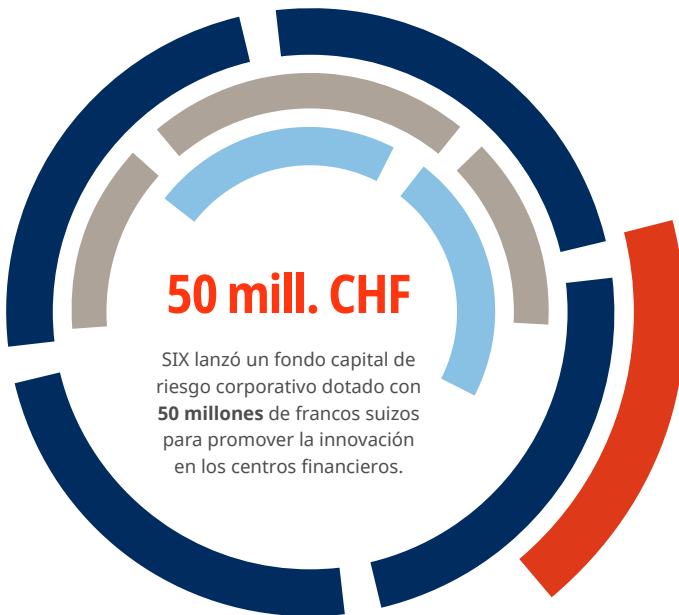 50 mill. CHF
SIX lanzó un fondo capital de
riesgo corporativo dotado con
50 millones de francos suizos
para promover la innovación
en los centros financieros.